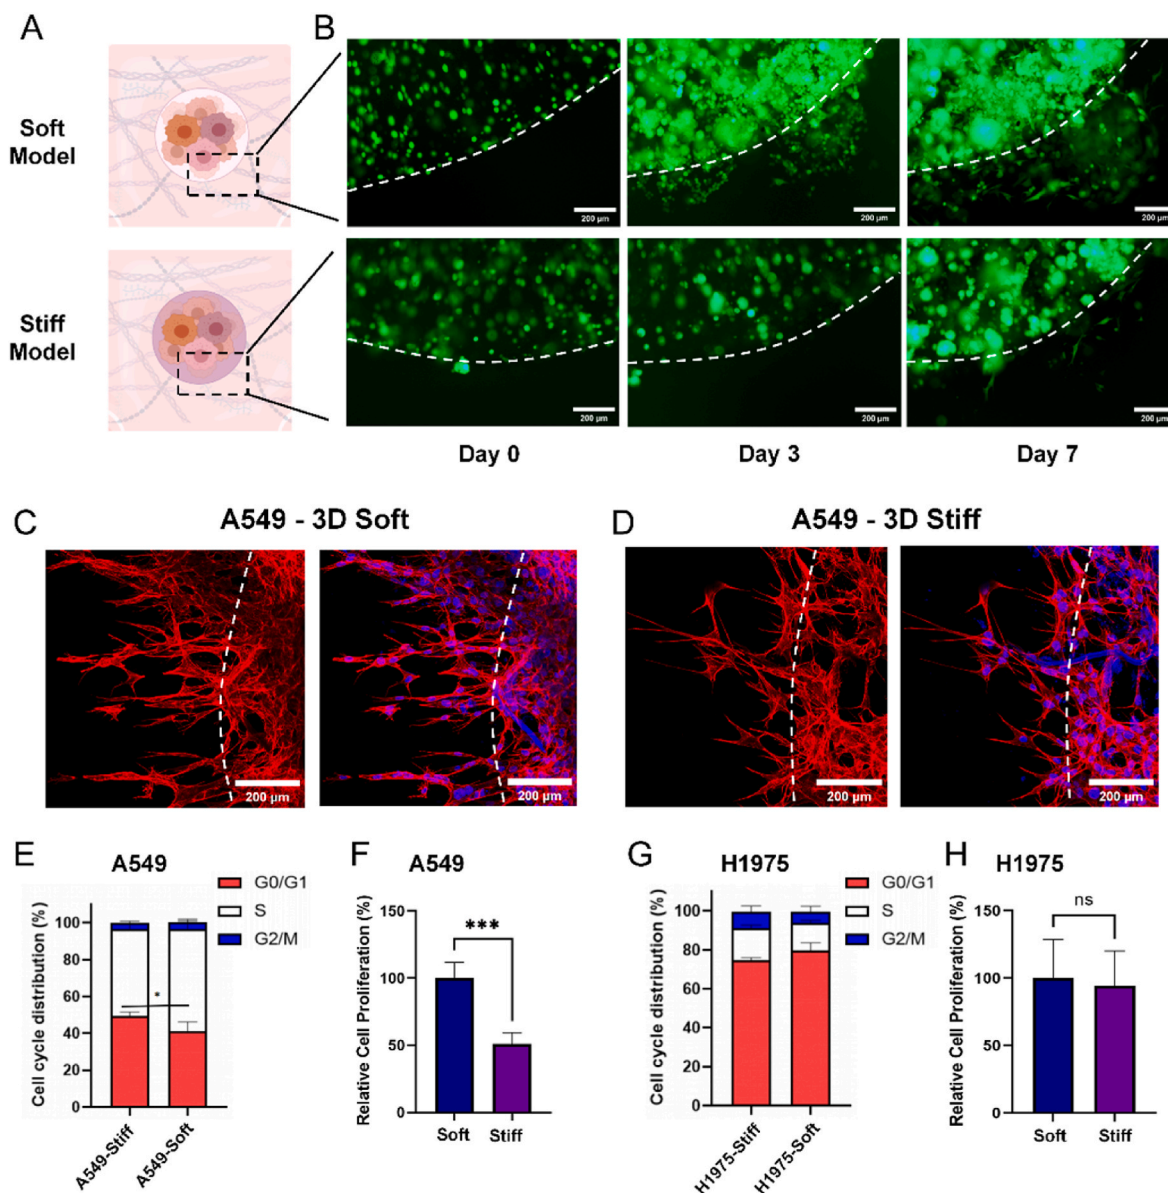 A
B
Soft
Model
200 µm
200 µm
200 µm
Stiff
Model
200 µm
200 µm
200 µm
Day 0
Day 3
Day 7
C
A549 - 3D Soft
D
A549 - 3D Stiff
200 µm
200 µm
200 µm
200 µm
E
A549
G0/G1
S
G2/M
Cell cycle distribution (%)
100
80
60
40
20
0
*
A549-Stiff
A549-Soft
F
A549
Relative Cell Proliferation (%)
150
100
50
0
***
Soft
Stiff
G
H1975
G0/G1
S
G2/M
Cell cycle distribution (%)
100
80
60
40
20
0
H1975-Stiff
H1975-Soft
H
H1975
Relative Cell Proliferation (%)
150
100
50
0
ns
Soft
Stiff